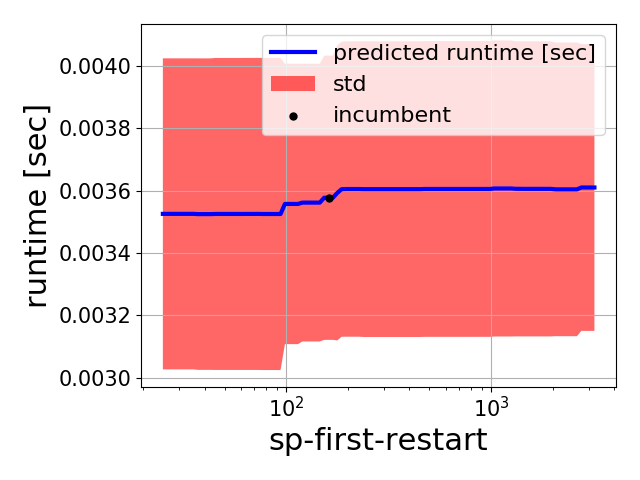 predicted runtime [sec]
std
incumbent
runtime [sec]
0.0040
0.0038
0.0036
0.0034
0.0032
0.0030
10²
10³
sp-first-restart